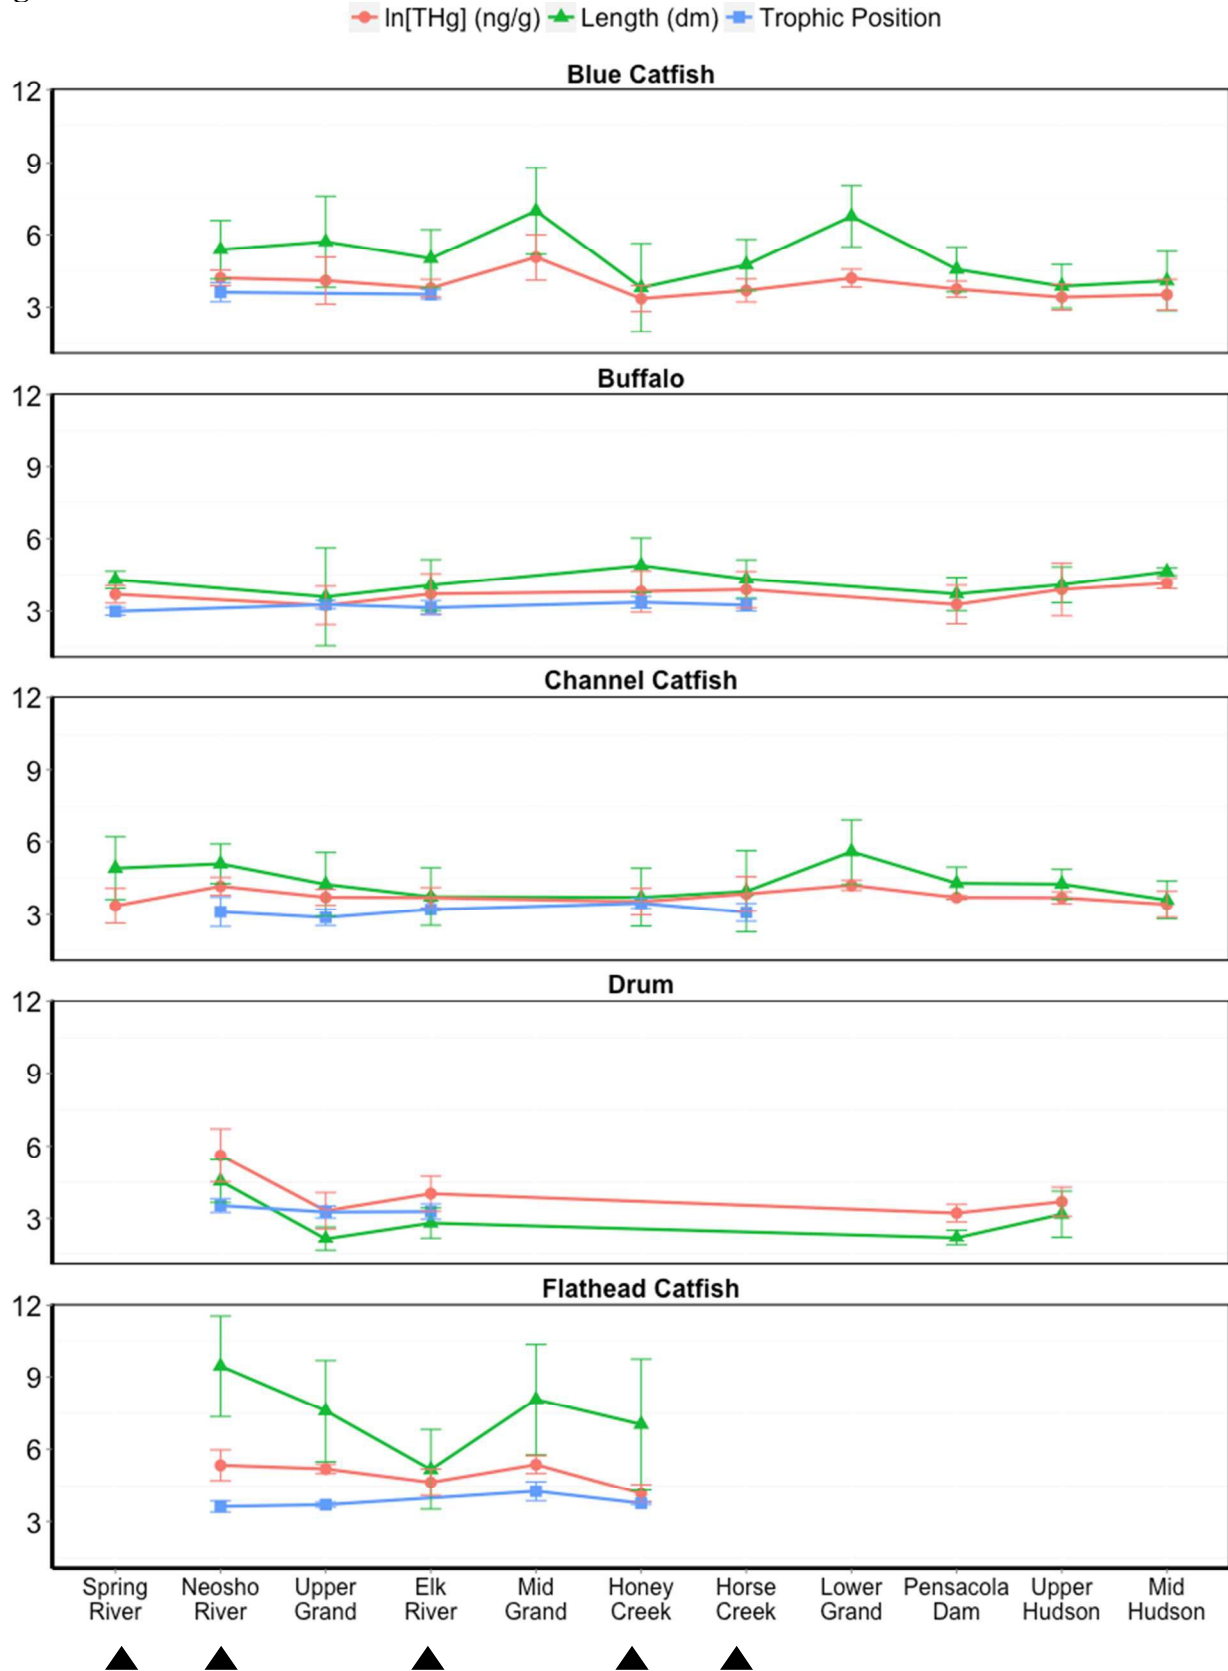 ln[THg] (ng/g) Length (dm) Trophic Position
Blue Catfish
12
9
6
3
Buffalo
12
9
6
3
Channel Catfish
12
9
6
3
Drum
12
9
6
3
Flathead Catfish
12
9
6
3
Spring Neosho Upper Elk Mid Honey Horse Lower Pensacola Upper Mid
River River Grand River Grand Creek Creek Grand Dam Hudson Hudson